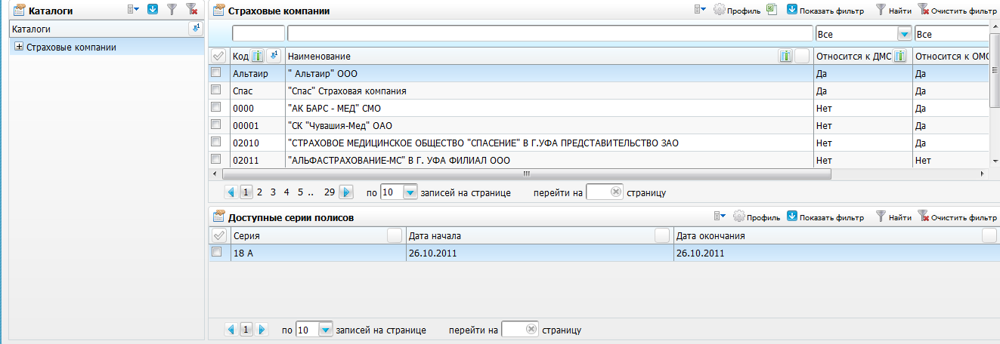 Каталоги
Каталоги
Страховые компании
Страховые компании Профиль Показать фильтр Найти Очистить фильтр
Все Все
Код Наименование Относится к ДМС Относится к ОМС
Альтаир " Альтаир" ООО Да Да
Спас "Спас" Страховая компания Да Да
0000 "АК БАРС - МЕД" СМО Нет Да
00001 "СК "Чувашия-Мед" ОАО Нет Да
02010 "СТРАХОВОЕ МЕДИЦИНСКОЕ ОБЩЕСТВО "СПАСЕНИЕ" В Г.УФА ПРЕДСТАВИТЕЛЬСТВО ЗАО Нет Да
02011 "АЛЬФАСТРАХОВАНИЕ-МС" В Г. УФА ФИЛИАЛ ООО Нет Нет
1 2 3 4 5 .. 29 по 10 записей на странице перейти на страницу
Доступные серии полисов Профиль Показать фильтр Найти Очистить фильтр
Серия Дата начала Дата окончания
18 А 26.10.2011 26.10.2011
1 по 10 записей на странице перейти на страницу